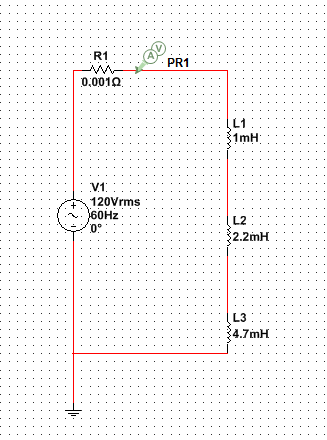 V
A
R1
PR1
0.001Ω
L1
1mH
V1
120Vrms
60Hz
0°
L2
2.2mH
L3
4.7mH